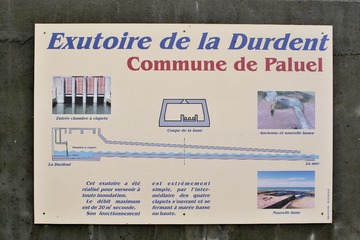 Exutoire de la Durdent
Commune de Paluel
Entrée chambre à clapets
Coupe de la buse
Ancienne et nouvelle buses
La Durdent
La mer
Cet exutoire a été
réalisé pour surseoir à
toute inondation.
Le débit maximum
est de 20 m³ seconde.
Son fonctionnement
est extrêmement
simple, par l'inter-
médiaire des quatre
clapets s'ouvrant et se
fermant à marée basse
ou haute.
Nouvelle buse